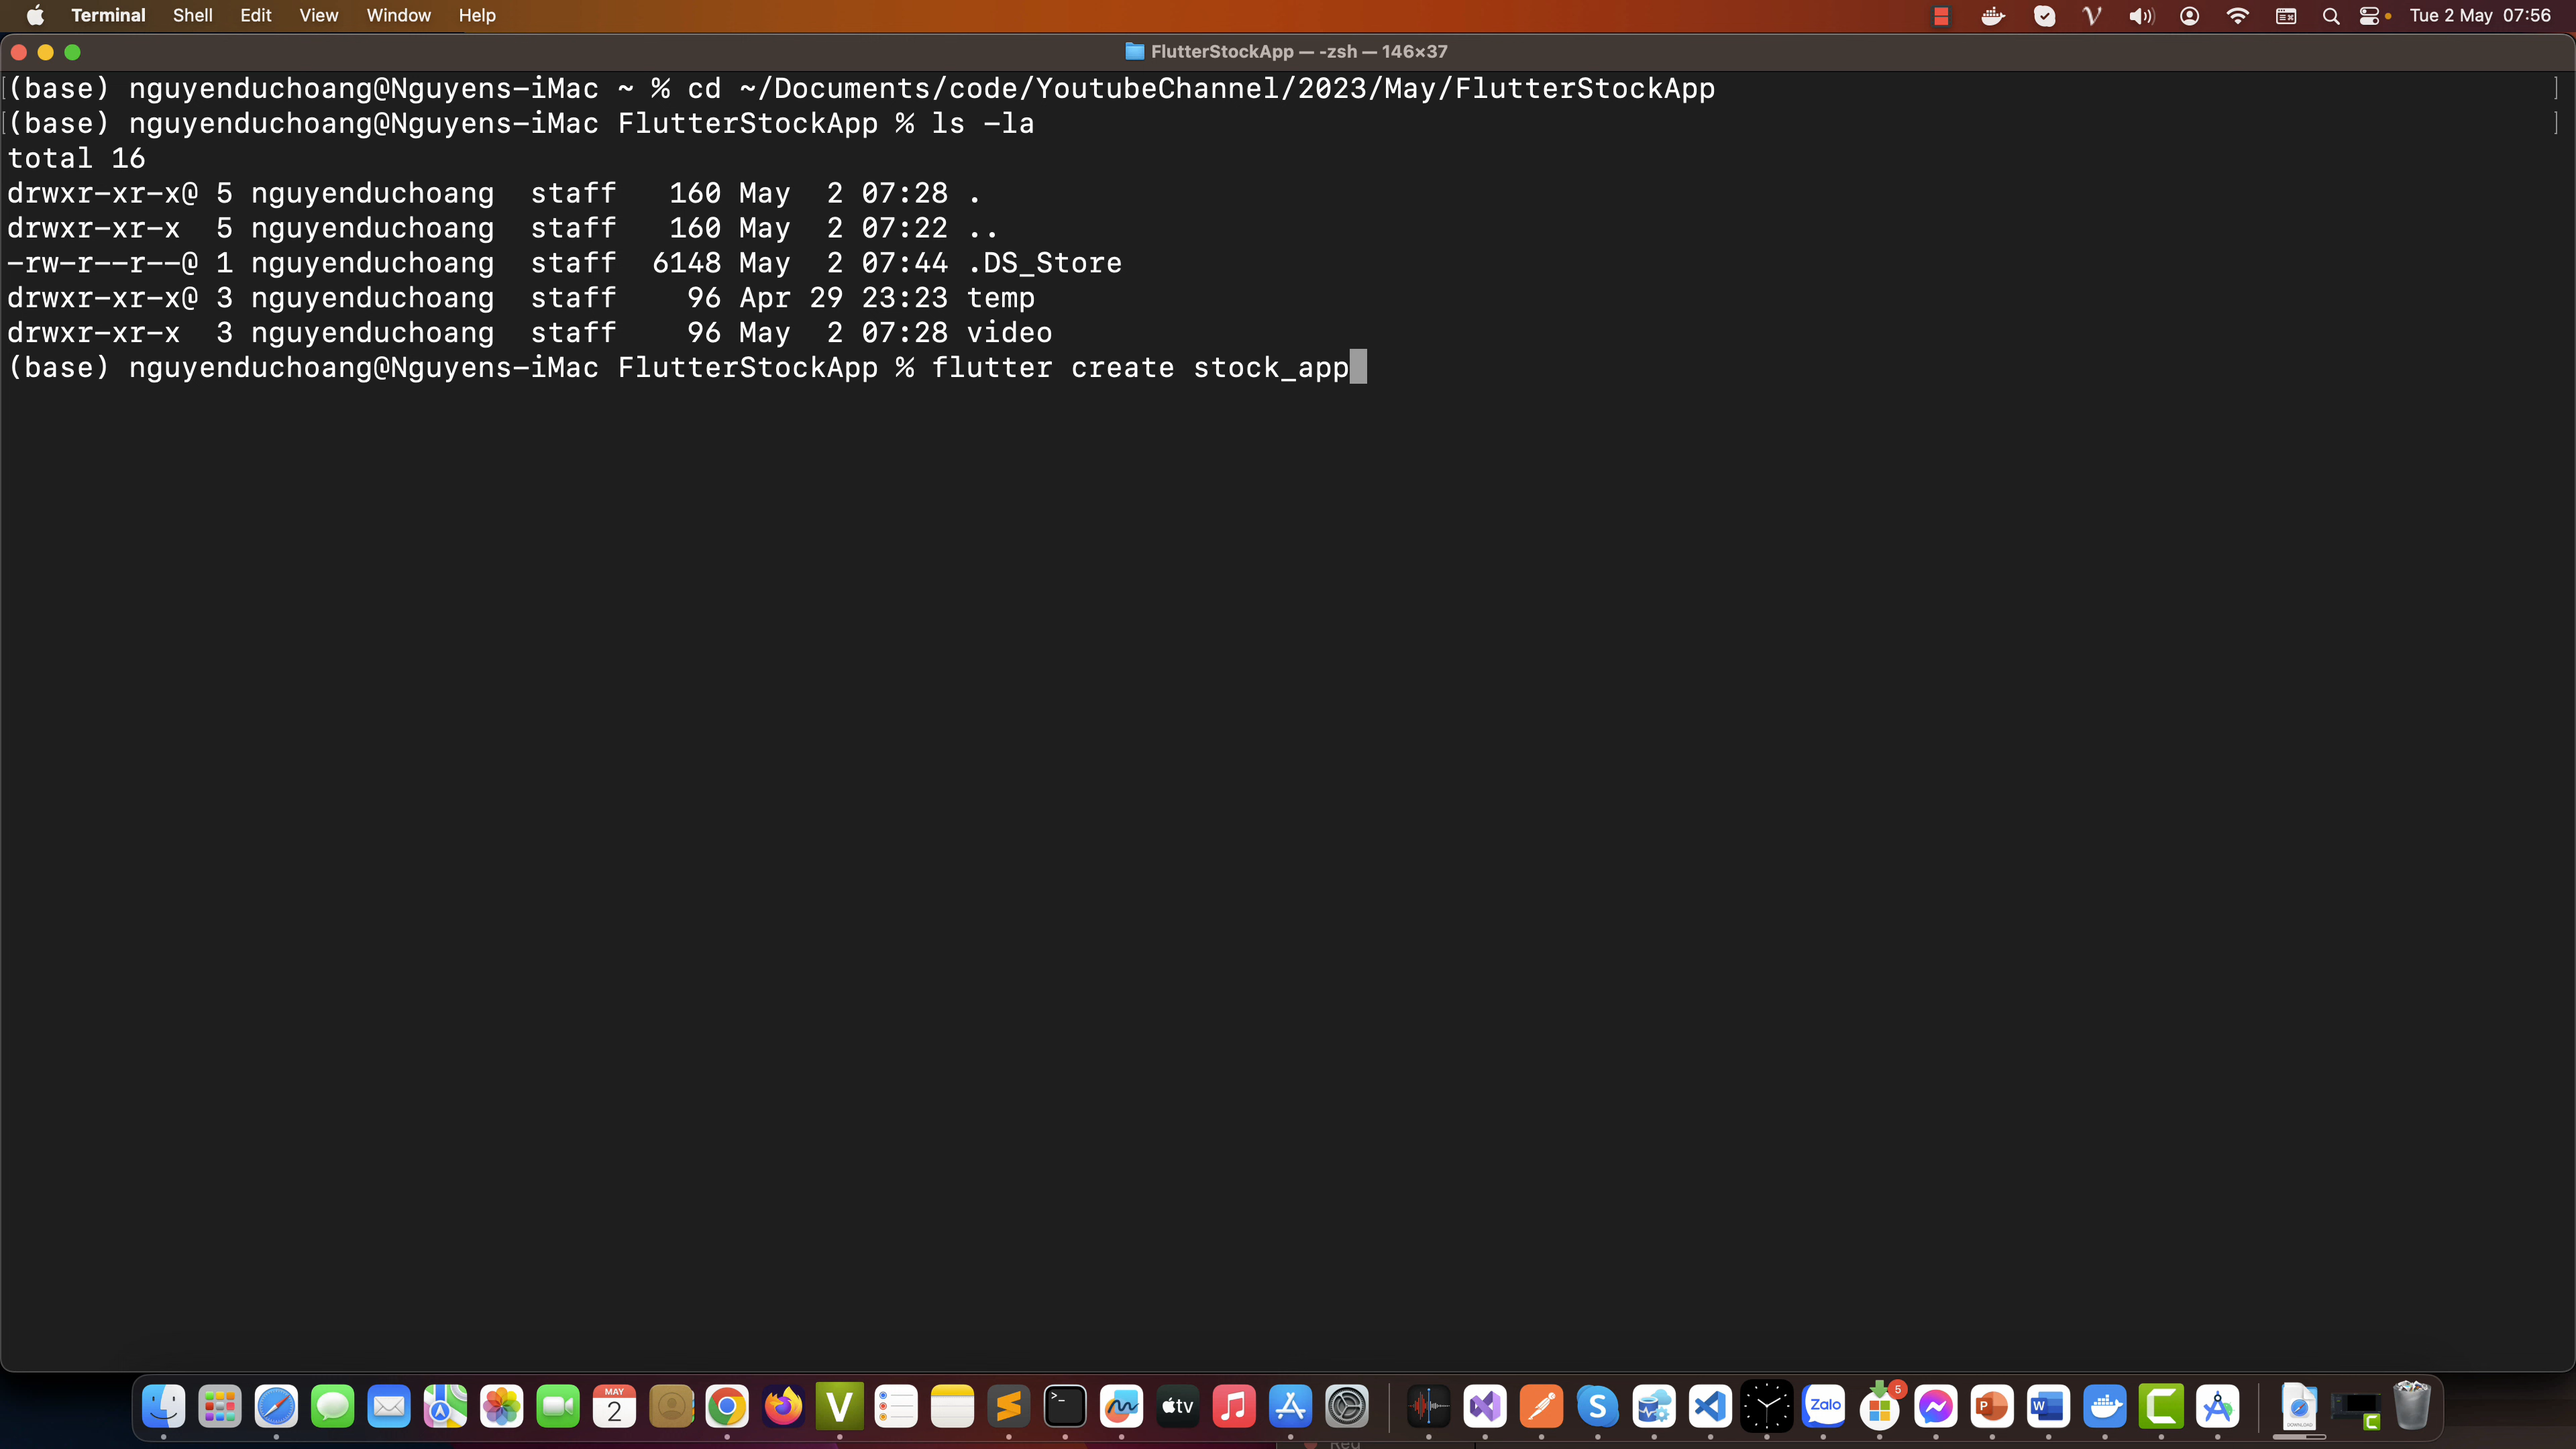 Terminal Shell Edit View Window Help Tue 2 May 07:56
FlutterStockApp — -zsh — 146×37
(base) nguyenduchoang@Nguyens-iMac ~ % cd ~/Documents/code/YoutubeChannel/2023/May/FlutterStockApp
(base) nguyenduchoang@Nguyens-iMac FlutterStockApp % ls -la
total 16
drwxr-xr-x@ 5 nguyenduchoang  staff   160 May  2 07:28 .
drwxr-xr-x  5 nguyenduchoang  staff   160 May  2 07:22 ..
-rw-r--r--@ 1 nguyenduchoang  staff  6148 May  2 07:44 .DS_Store
drwxr-xr-x@ 3 nguyenduchoang  staff    96 Apr 29 23:23 temp
drwxr-xr-x  3 nguyenduchoang  staff    96 May  2 07:28 video
(base) nguyenduchoang@Nguyens-iMac FlutterStockApp % flutter create stock_app
MAY
2
tv
Zalo
5
DOWNLOAD